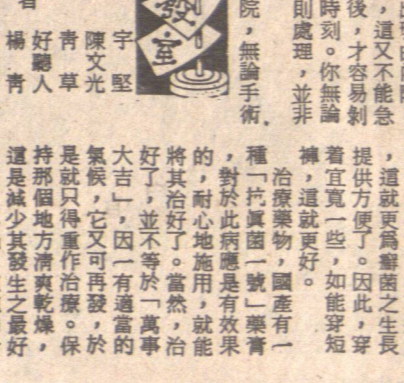 ，這又不能急
後，才容易剝
時刻。你無論
則處理，並非
院，無論手術.
發
室
宇　堅
陳文光
青　草
好聽人
楊　青
者
，這就更爲癬菌之生長
提供方便了。因此，穿
着宜寬一些，如能穿短
褲，這就更好。
治療藥物，國產有一
種「抗眞菌一號」藥膏
，對於此病應是有效果
的，耐心地施用，就能
將其治好了。當然，治
好了，並不等於「萬事
大吉」，因一有適當的
氣候，它又可再發，於
是就只得重作治療。保
持那個地方清爽乾燥，
這是減少其發生之最好